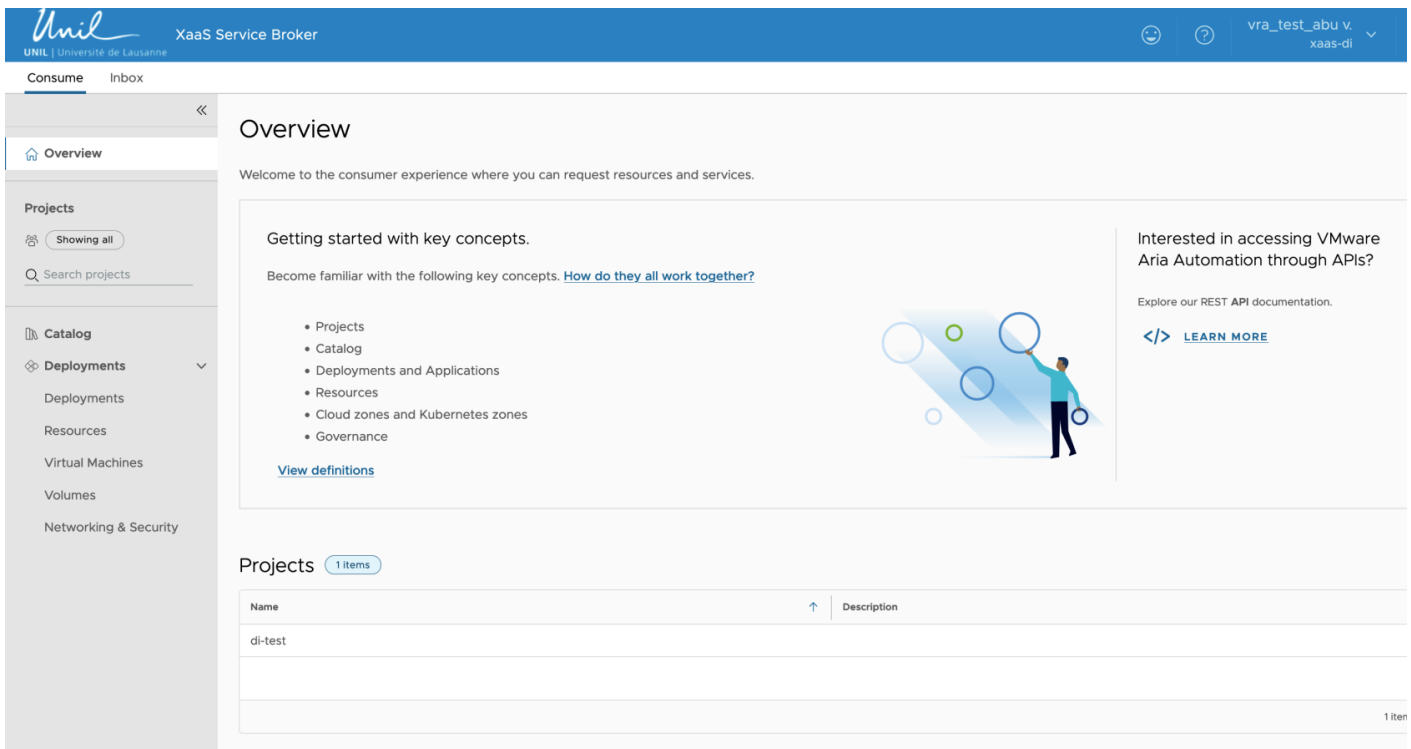 Unil
UNIL | Université de Lausanne
XaaS Service Broker
vra_test_abu v.
xaas-di
Consume
Inbox
Overview
Projects
Showing all
Search projects
Catalog
Deployments
Deployments
Resources
Virtual Machines
Volumes
Networking & Security
Overview
Welcome to the consumer experience where you can request resources and services.
Getting started with key concepts.
Become familiar with the following key concepts. How do they all work together?
• Projects
• Catalog
• Deployments and Applications
• Resources
• Cloud zones and Kubernetes zones
• Governance
View definitions
Interested in accessing VMware
Aria Automation through APIs?
Explore our REST API documentation.
</> LEARN MORE
Projects 1 items
Name
Description
di-test
1 iten